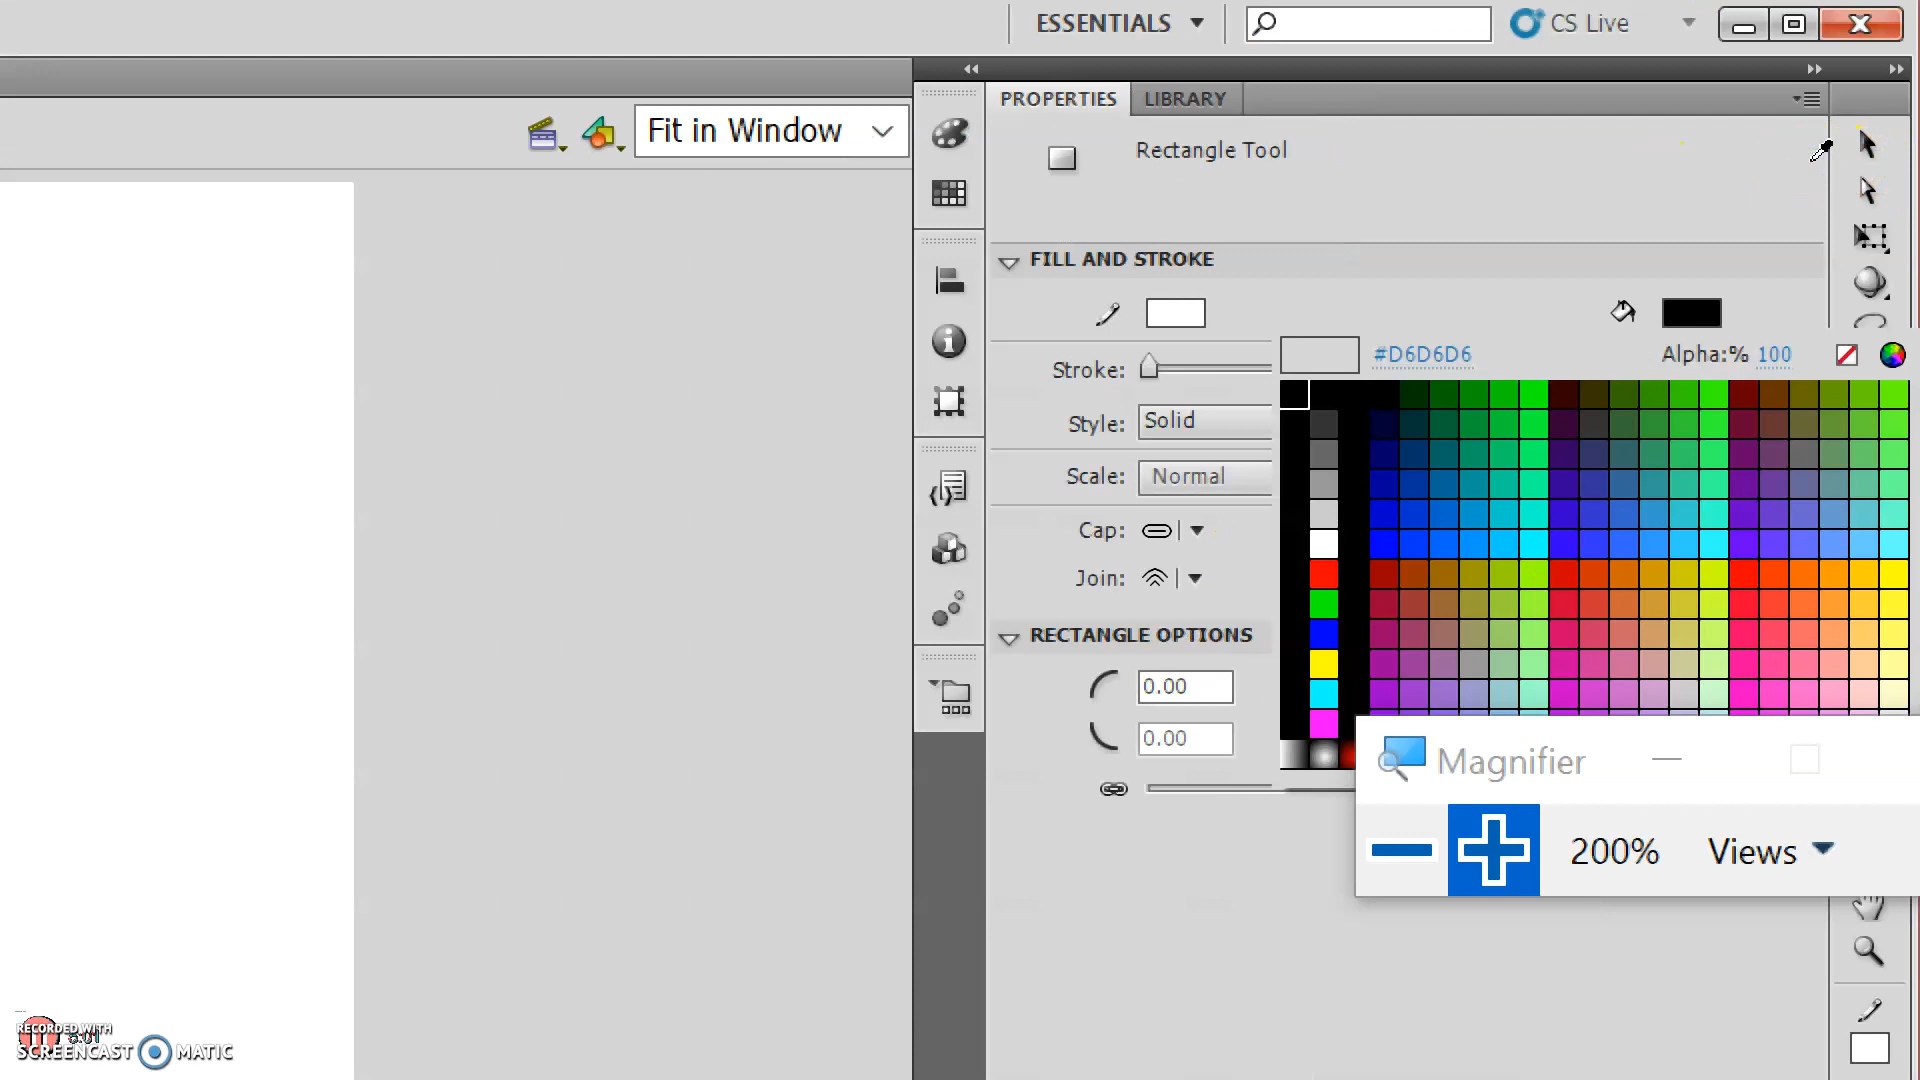 ESSENTIALS
CS Live
PROPERTIES
LIBRARY
Fit in Window
Rectangle Tool
FILL AND STROKE
#D6D6D6
Alpha:% 100
Stroke:
Style: Solid
Scale: Normal
Cap:
Join:
RECTANGLE OPTIONS
0.00
0.00
Magnifier
200%
Views
RECORDED WITH
SCREENCAST MATIC